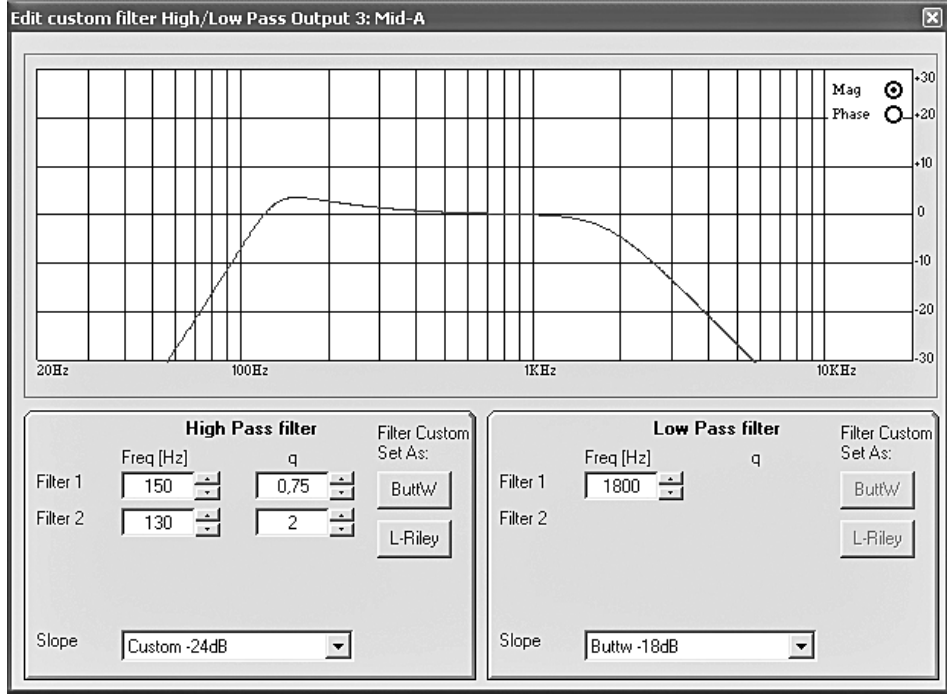 Edit custom filter High/Low Pass Output 3: Mid-A
Mag
Phase
+30
+20
+10
0
-10
-20
-30
20Hz 100Hz 1KHz 10KHz
High Pass filter
Filter Custom
Set As:
Freq [Hz] q
Filter 1 150 0,75 ButtW
Filter 2 130 2 L-Riley
Slope Custom -24dB
Low Pass filter
Filter Custom
Set As:
Freq [Hz] q
Filter 1 1800 ButtW
Filter 2 L-Riley
Slope Buttw -18dB